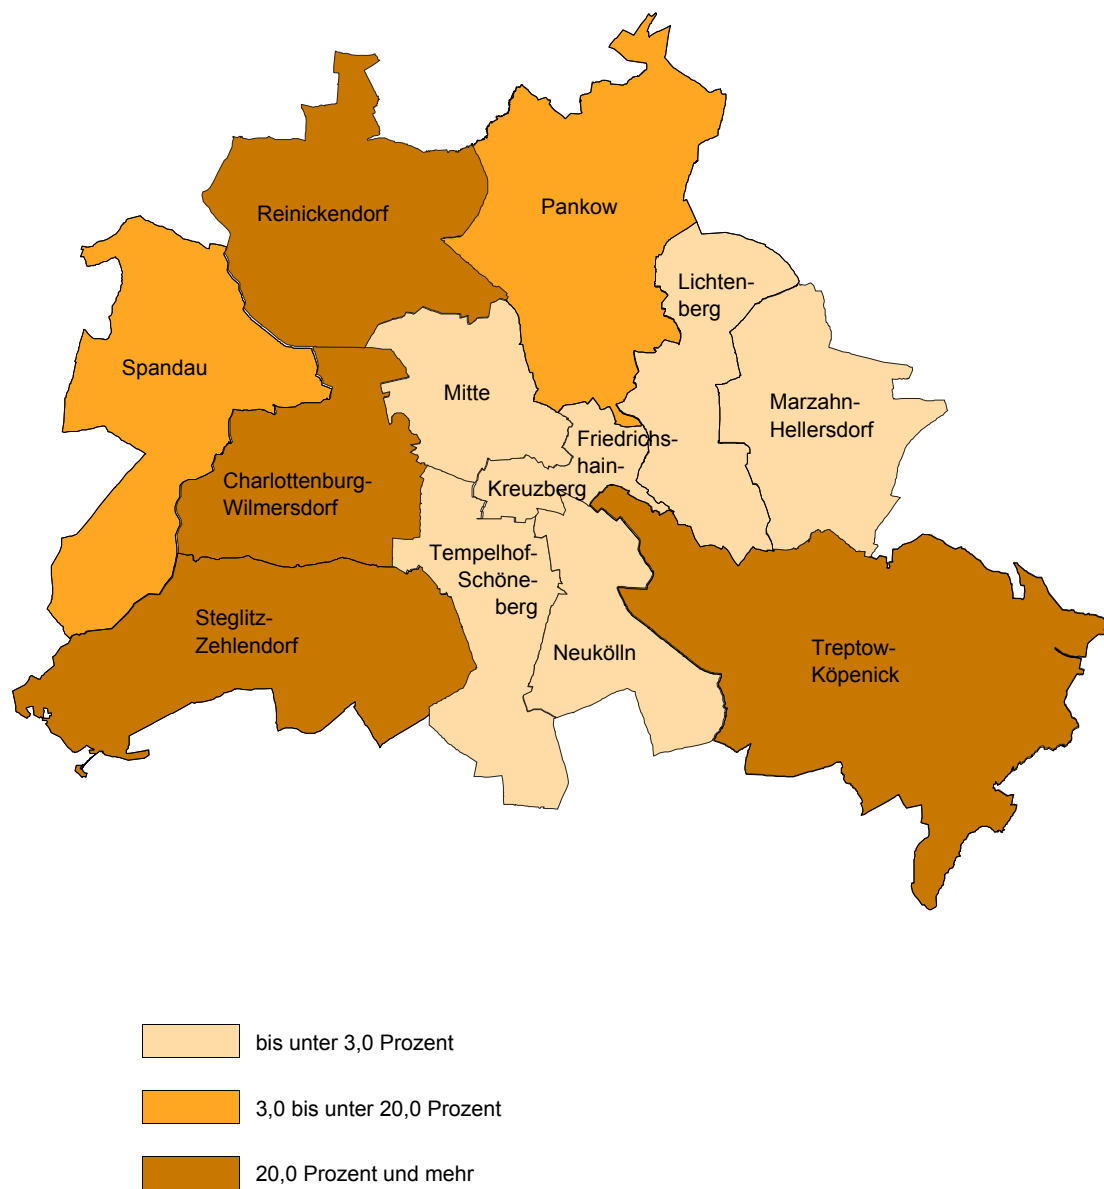 Reinickendorf
Pankow
Lichten-
berg
Spandau
Mitte
Marzahn-
Hellersdorf
Friedrichs-
hain-
Kreuzberg
Charlottenburg-
Wilmersdorf
Tempelhof-
Schöne-
berg
Steglitz-
Zehlendorf
Neukölln
Treptow-
Köpenick
bis unter 3,0 Prozent
3,0 bis unter 20,0 Prozent
20,0 Prozent und mehr